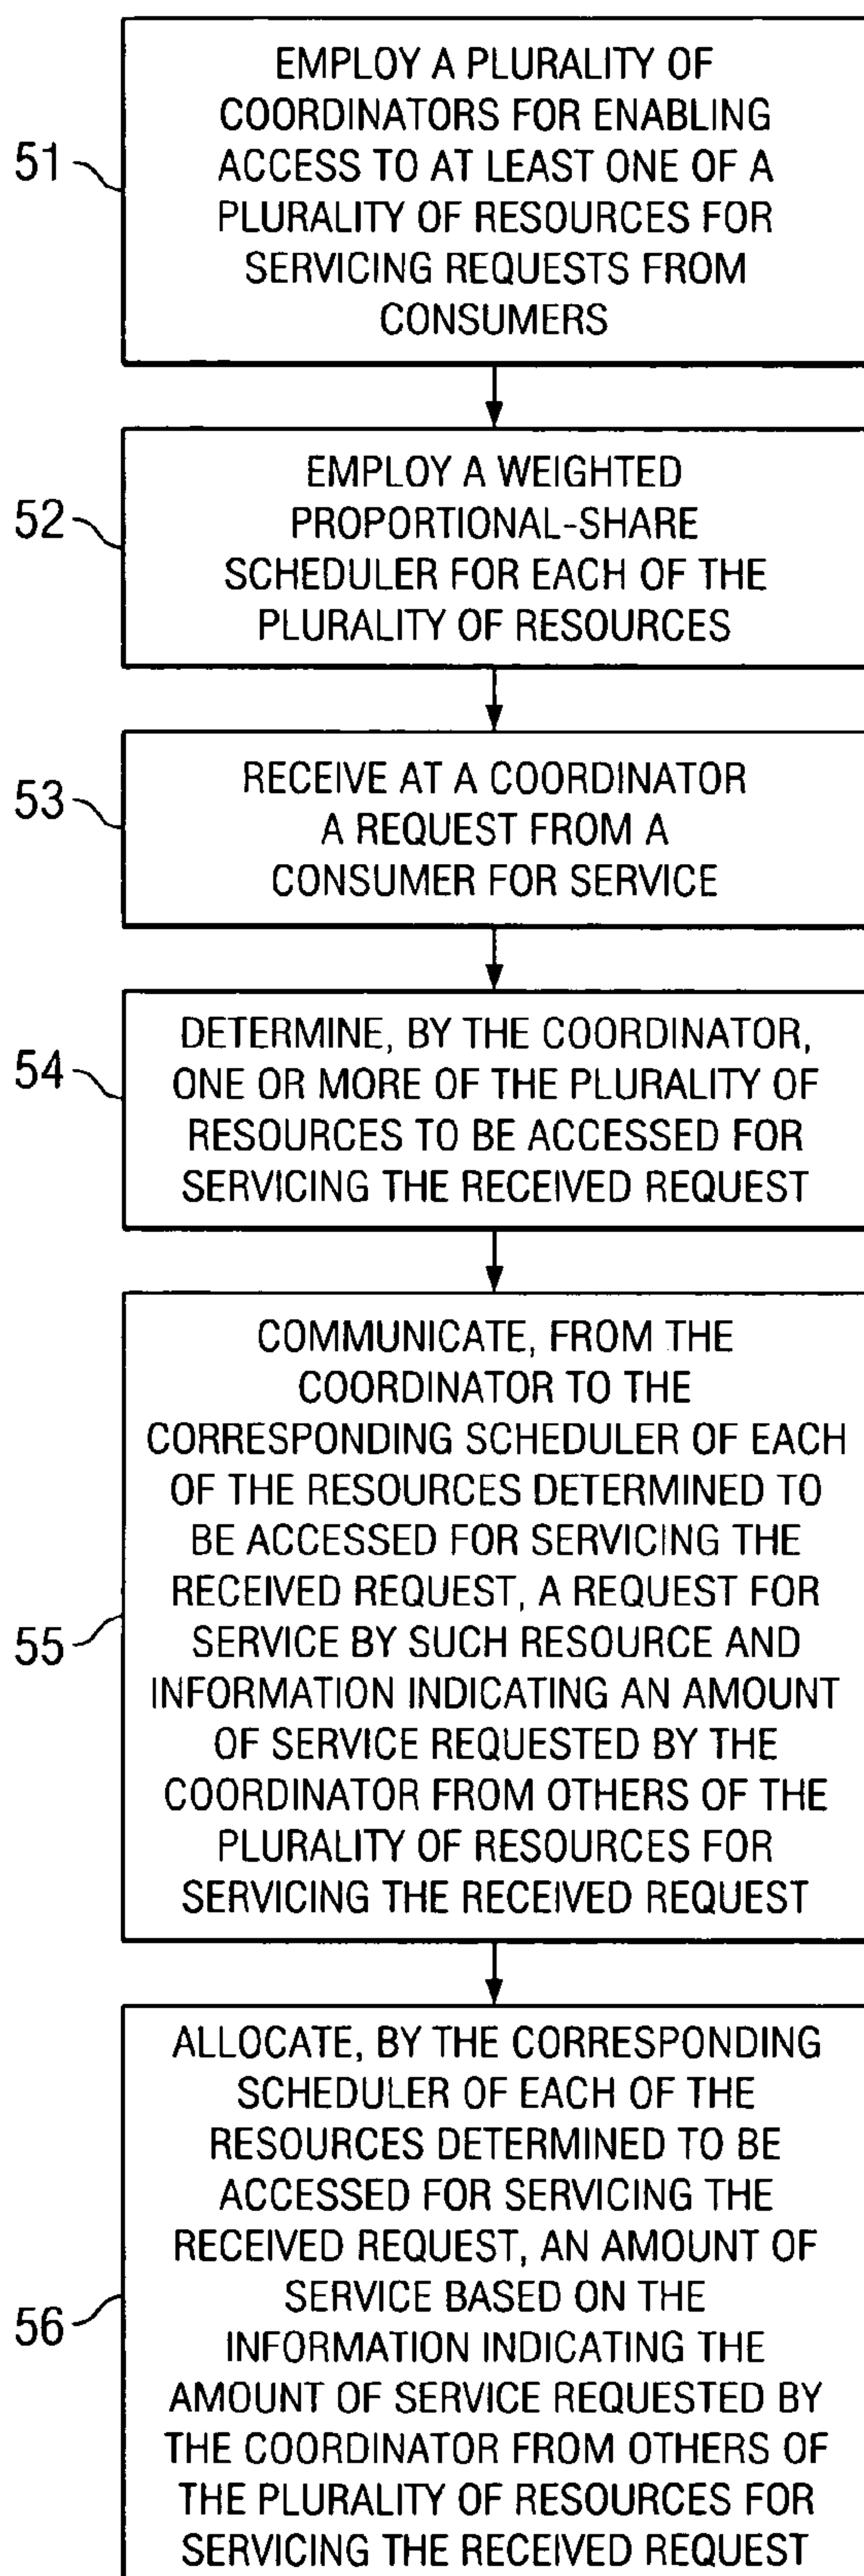 EMPLOY A PLURALITY OF
COORDINATORS FOR ENABLING
51
ACCESS TO AT LEAST ONE OF A
PLURALITY OF RESOURCES FOR
SERVICING REQUESTS FROM
CONSUMERS
EMPLOY A WEIGHTED
52
PROPORTIONAL-SHARE
SCHEDULER FOR EACH OF THE
PLURALITY OF RESOURCES
RECEIVE AT A COORDINATOR
53
A REQUEST FROM A
CONSUMER FOR SERVICE
DETERMINE, BY THE COORDINATOR,
54
ONE OR MORE OF THE PLURALITY OF
RESOURCES TO BE ACCESSED FOR
SERVICING THE RECEIVED REQUEST
COMMUNICATE, FROM THE
COORDINATOR TO THE
CORRESPONDING SCHEDULER OF EACH
OF THE RESOURCES DETERMINED TO
BE ACCESSED FOR SERVICING THE
RECEIVED REQUEST, A REQUEST FOR
55
SERVICE BY SUCH RESOURCE AND
INFORMATION INDICATING AN AMOUNT
OF SERVICE REQUESTED BY THE
COORDINATOR FROM OTHERS OF THE
PLURALITY OF RESOURCES FOR
SERVICING THE RECEIVED REQUEST
ALLOCATE, BY THE CORRESPONDING
SCHEDULER OF EACH OF THE
RESOURCES DETERMINED TO BE
ACCESSED FOR SERVICING THE
RECEIVED REQUEST, AN AMOUNT OF
SERVICE BASED ON THE
56
INFORMATION INDICATING THE
AMOUNT OF SERVICE REQUESTED BY
THE COORDINATOR FROM OTHERS OF
THE PLURALITY OF RESOURCES FOR
SERVICING THE RECEIVED REQUEST